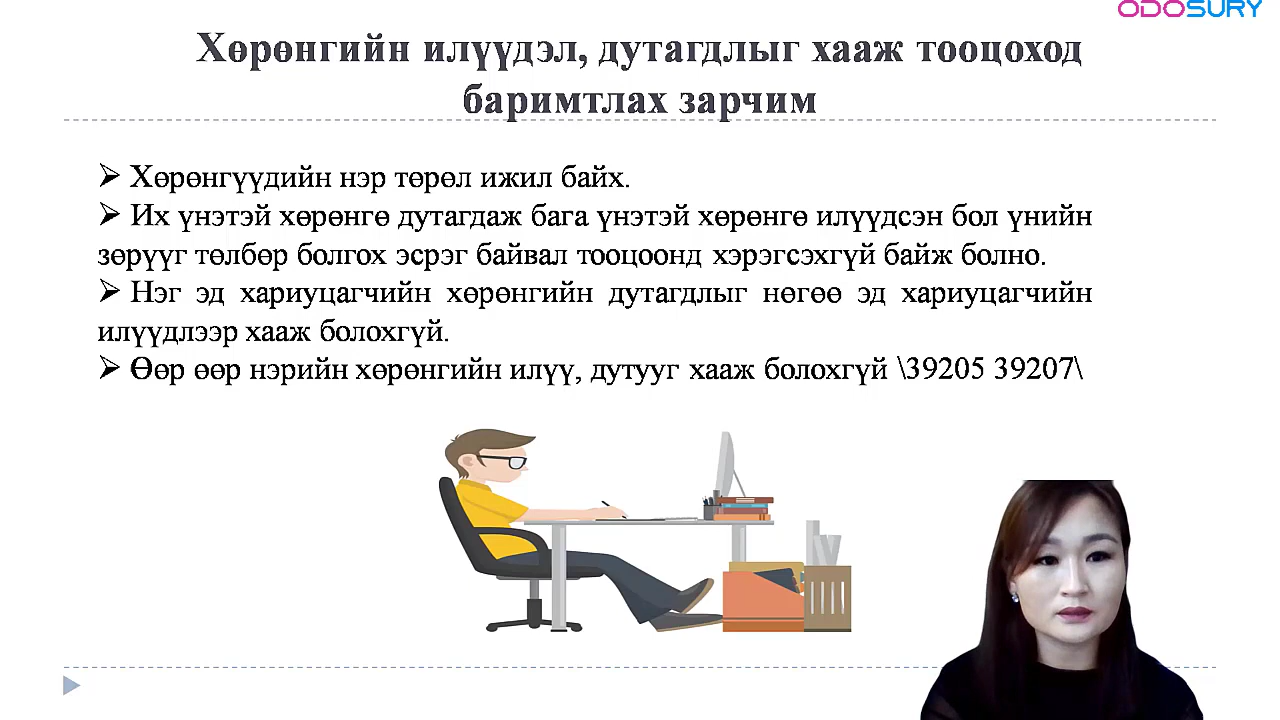 ODOSURY
Хөрөнгийн илүүдэл, дутагдлыг хааж тооцоход
баримтлах зарчим
➢ Хөрөнгүүдийн нэр төрөл ижил байх.
➢ Их үнэтэй хөрөнгө дутагдаж бага үнэтэй хөрөнгө илүүдсэн бол үнийн
зөрүүг төлбөр болгох эсрэг байвал тооцоонд хэрэгсэхгүй байж болно.
➢ Нэг эд хариуцагчийн хөрөнгийн дутагдлыг нөгөө эд хариуцагчийн
илүүдлээр хааж болохгүй.
➢ Өөр өөр нэрийн хөрөнгийн илүү, дутууг хааж болохгүй \39205 39207\